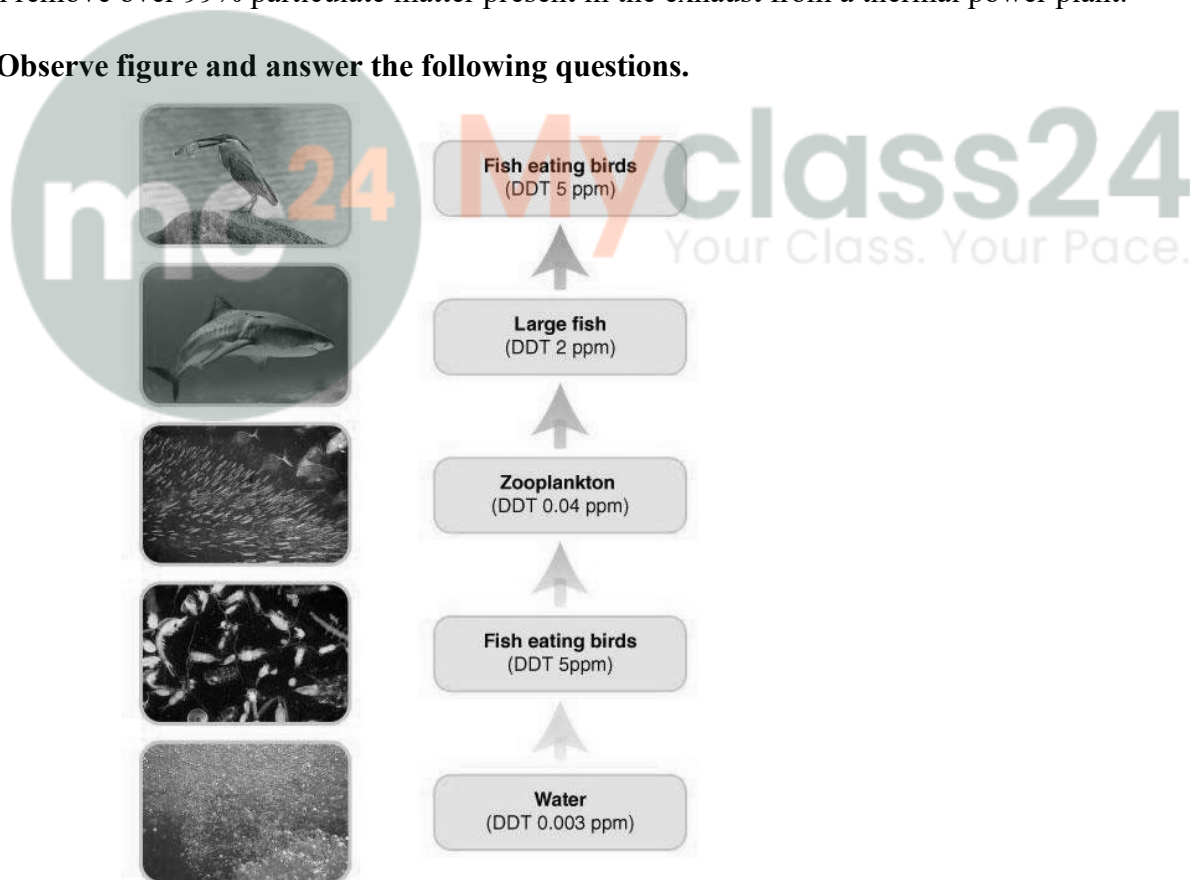 remove over 99% particulate matter present in the exhaust from a thermal power plant.
Observe figure and answer the following questions.
mc24
Myclass24
Your Class. Your Pace.
Fish eating birds
(DDT 5 ppm)
Large fish
(DDT 2 ppm)
Zooplankton
(DDT 0.04 ppm)
Fish eating birds
(DDT 5ppm)
Water
(DDT 0.003 ppm)